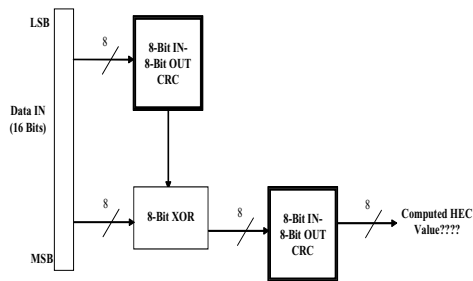 LSB
8
8-Bit IN-
8-Bit OUT
CRC
Data IN
(16 Bits)
8
8-Bit XOR
8
8-Bit IN-
8-Bit OUT
CRC
8
Computed HEC
Value????
MSB